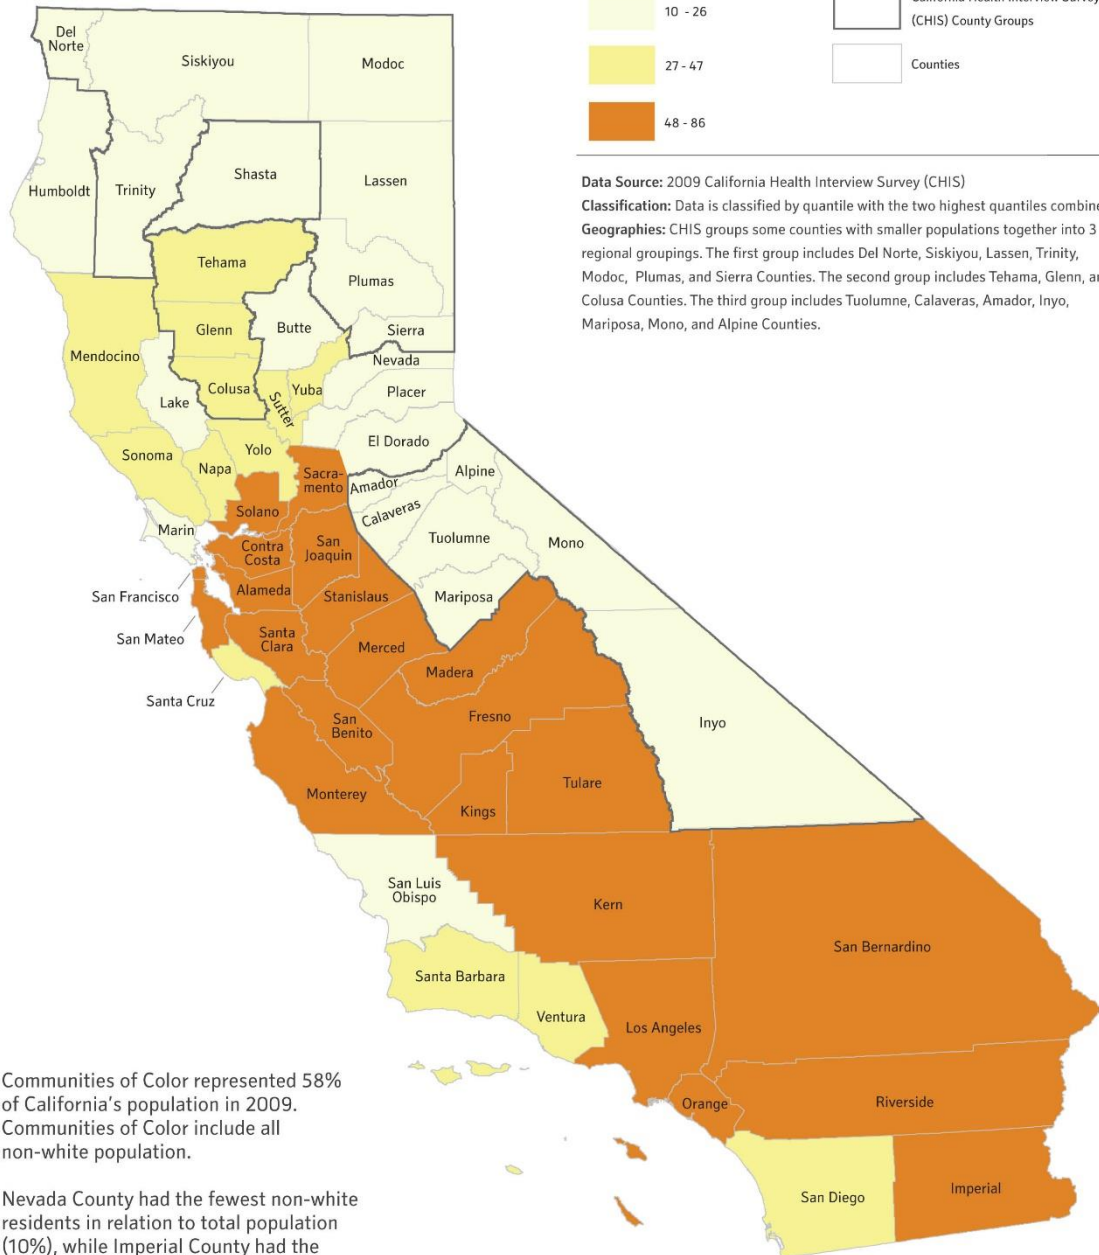 10 - 26
(CHIS) County Groups
27 - 47
Counties
48 - 86
Data Source: 2009 California Health Interview Survey (CHIS)
Classification: Data is classified by quantile with the two highest quantiles combine
Geographies: CHIS groups some counties with smaller populations together into 3
regional groupings. The first group includes Del Norte, Siskiyou, Lassen, Trinity,
Modoc, Plumas, and Sierra Counties. The second group includes Tehama, Glenn, an
Colusa Counties. The third group includes Tuolumne, Calaveras, Amador, Inyo,
Mariposa, Mono, and Alpine Counties.
Del
Norte
Siskiyou
Modoc
Humboldt
Trinity
Shasta
Lassen
Tehama
Plumas
Glenn
Butte
Sierra
Mendocino
Nevada
Colusa
Sutter
Yuba
Placer
Lake
El Dorado
Sonoma
Napa
Yolo
Sacra-
mento
Alpine
Amador
Solano
Calaveras
Marin
Contra
Costa
San
Joaquin
Tuolumne
Mono
San Francisco
Alameda
Stanislaus
Mariposa
San Mateo
Santa
Clara
Merced
Madera
Santa Cruz
San
Benito
Fresno
Inyo
Monterey
Kings
Tulare
San Luis
Obispo
Kern
San Bernardino
Santa Barbara
Ventura
Los Angeles
Orange
Riverside
San Diego
Imperial
Communities of Color represented 58%
of California's population in 2009.
Communities of Color include all
non-white population.
Nevada County had the fewest non-white
residents in relation to total population
(10%), while Imperial County had the